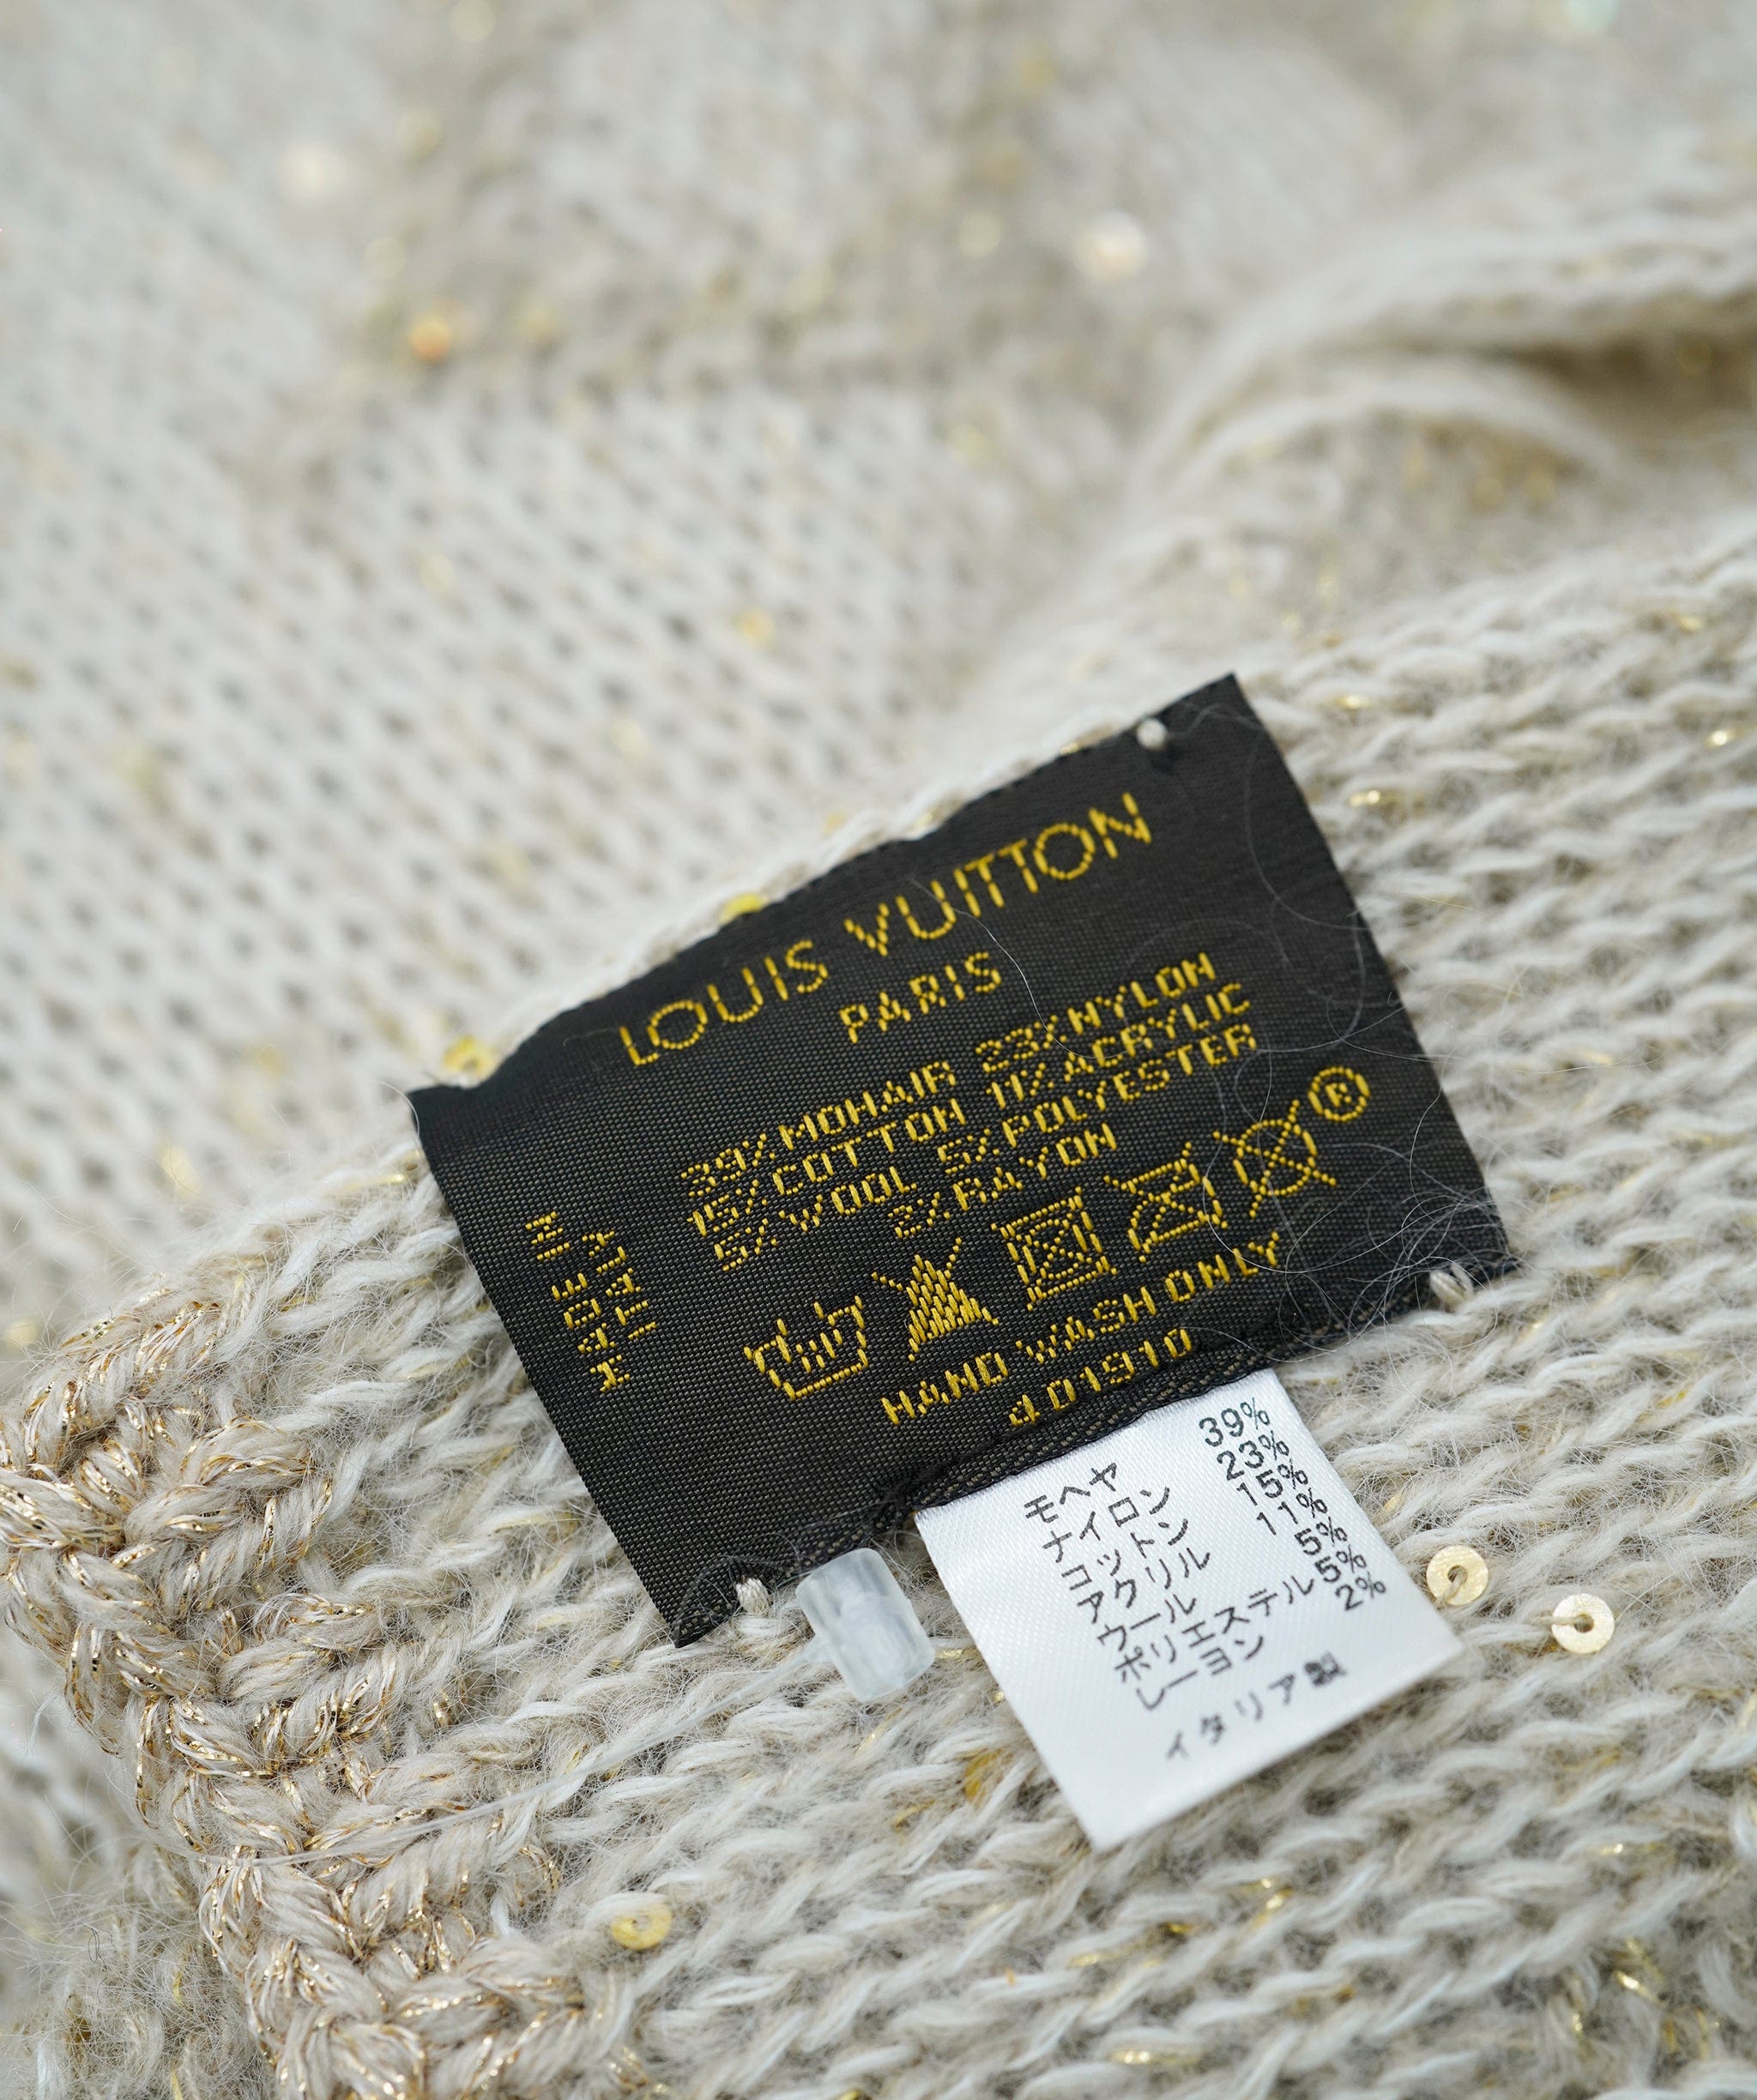 LOUIS VUITTON
PARIS
39% MOHAIR 23% NYLON
15% COTTON 11% ACRYLIC
5% WOOL 5% POLYESTER
2% RAYON
®
HAND WASH ONLY
401910
MADE IN
ITALY
モヘヤ 39%
ナイロン 23%
コットン 15%
アクリル 11%
ウール 5%
ポリエステル 5%
レーヨン 2%
イタリア製